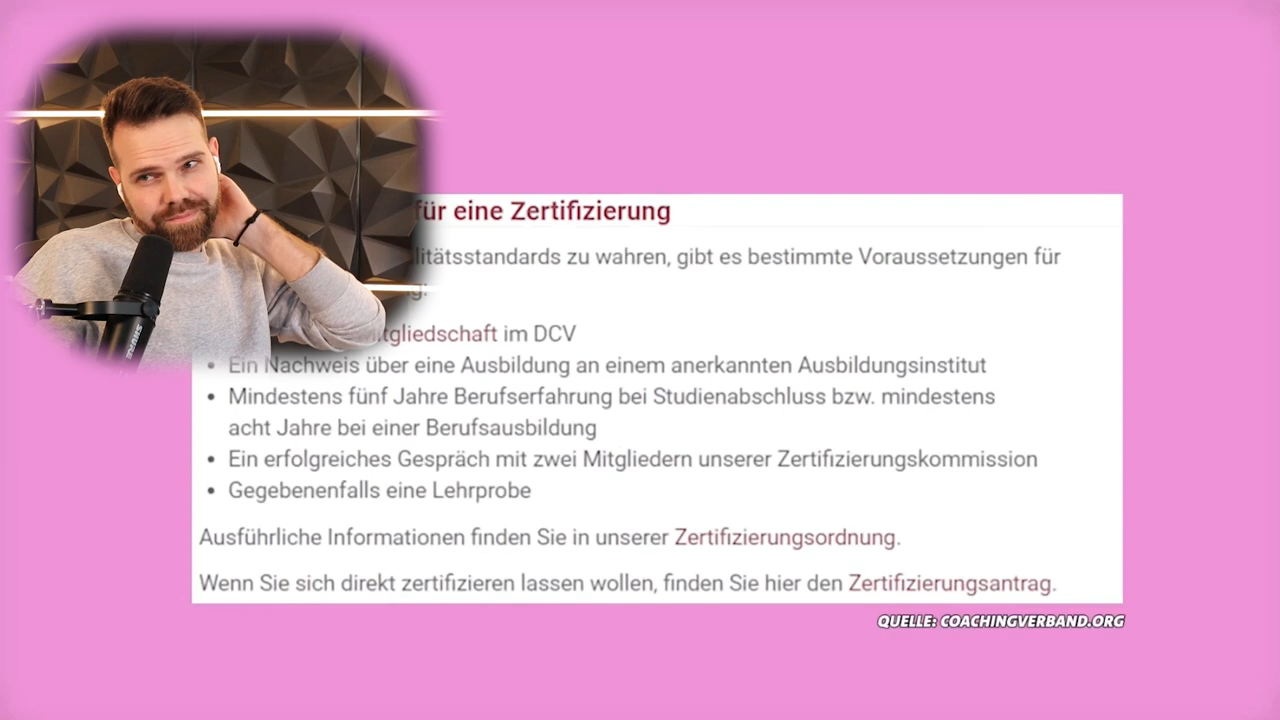 für eine Zertifizierung
litätsstandards zu wahren, gibt es bestimmte Voraussetzungen für
g!
tgliedschaft im DCV
• Ein Nachweis über eine Ausbildung an einem anerkannten Ausbildungsinstitut
• Mindestens fünf Jahre Berufserfahrung bei Studienabschluss bzw. mindestens
acht Jahre bei einer Berufsausbildung
• Ein erfolgreiches Gespräch mit zwei Mitgliedern unserer Zertifizierungskommission
• Gegebenenfalls eine Lehrprobe
Ausführliche Informationen finden Sie in unserer Zertifizierungsordnung.
Wenn Sie sich direkt zertifizieren lassen wollen, finden Sie hier den Zertifizierungsantrag.
QUELLE: COACHINGVERBAND.ORG
SHURE